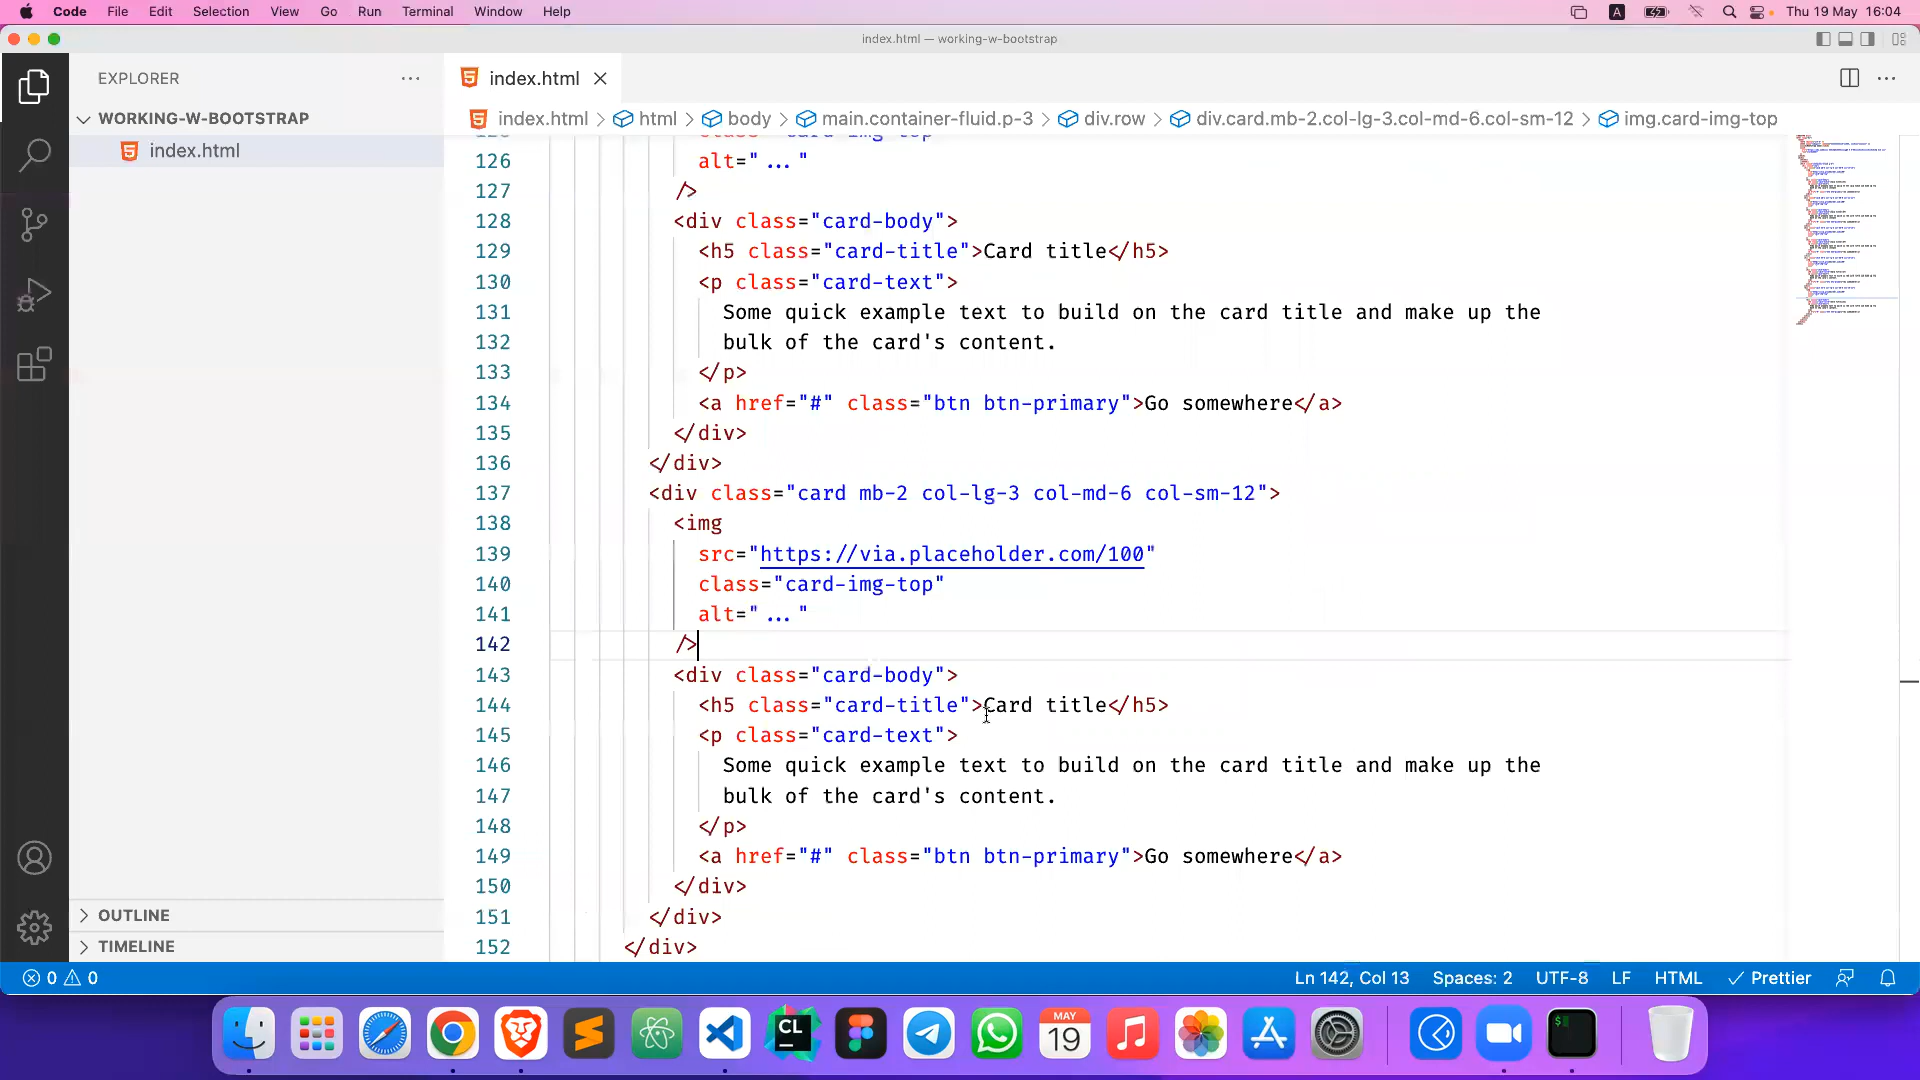 Code File Edit Selection View Go Run Terminal Window Help
A
Thu 19 May 16:04
index.html — working-w-bootstrap
EXPLORER
WORKING-W-BOOTSTRAP
index.html
OUTLINE
TIMELINE
index.html
index.html > html > body > main.container-fluid.p-3 > div.row > div.card.mb-2.col-lg-3.col-md-6.col-sm-12 > img.card-img-top
126 alt="..."
127 />
128 <div class="card-body">
129 <h5 class="card-title">Card title</h5>
130 <p class="card-text">
131 Some quick example text to build on the card title and make up the
132 bulk of the card's content.
133 </p>
134 <a href="#" class="btn btn-primary">Go somewhere</a>
135 </div>
136 </div>
137 <div class="card mb-2 col-lg-3 col-md-6 col-sm-12">
138 <img
139 src="https://via.placeholder.com/100"
140 class="card-img-top"
141 alt="..."
142 />
143 <div class="card-body">
144 <h5 class="card-title">Card title</h5>
145 <p class="card-text">
146 Some quick example text to build on the card title and make up the
147 bulk of the card's content.
148 </p>
149 <a href="#" class="btn btn-primary">Go somewhere</a>
150 </div>
151 </div>
152 </div>
0 0
Ln 142, Col 13 Spaces: 2 UTF-8 LF HTML Prettier
CL
MAY
19
$